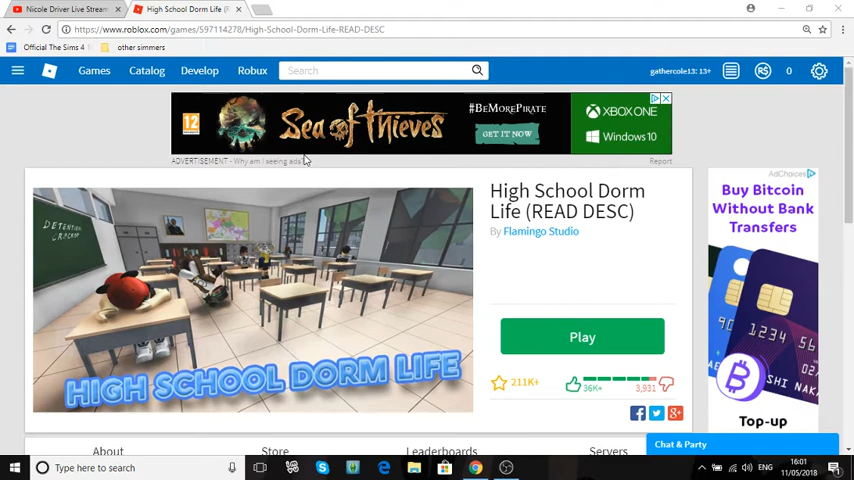 Nicole Driver Live Stream
High School Dorm Life (R
https://www.roblox.com/games/597114278/High-School-Dorm-Life-READ-DESC
Official The Sims 4
other simmers
Games
Catalog
Develop
Robux
Search
gathercole13: 13+
R$
0
12
Sea of Thieves
#BeMorePirate
GET IT NOW
XBOX ONE
Windows 10
ADVERTISEMENT - Why am I seeing ads
Report
DETENTION
HIGH SCHOOL DORM LIFE
High School Dorm
Life (READ DESC)
By Flamingo Studio
Play
211K+
36K+
3,931
AdChoices
Buy Bitcoin
Without Bank
Transfers
1234
Top-up
About
Store
Leaderboards
Servers
Chat & Party
Type here to search
ENG
16:01
11/05/2018